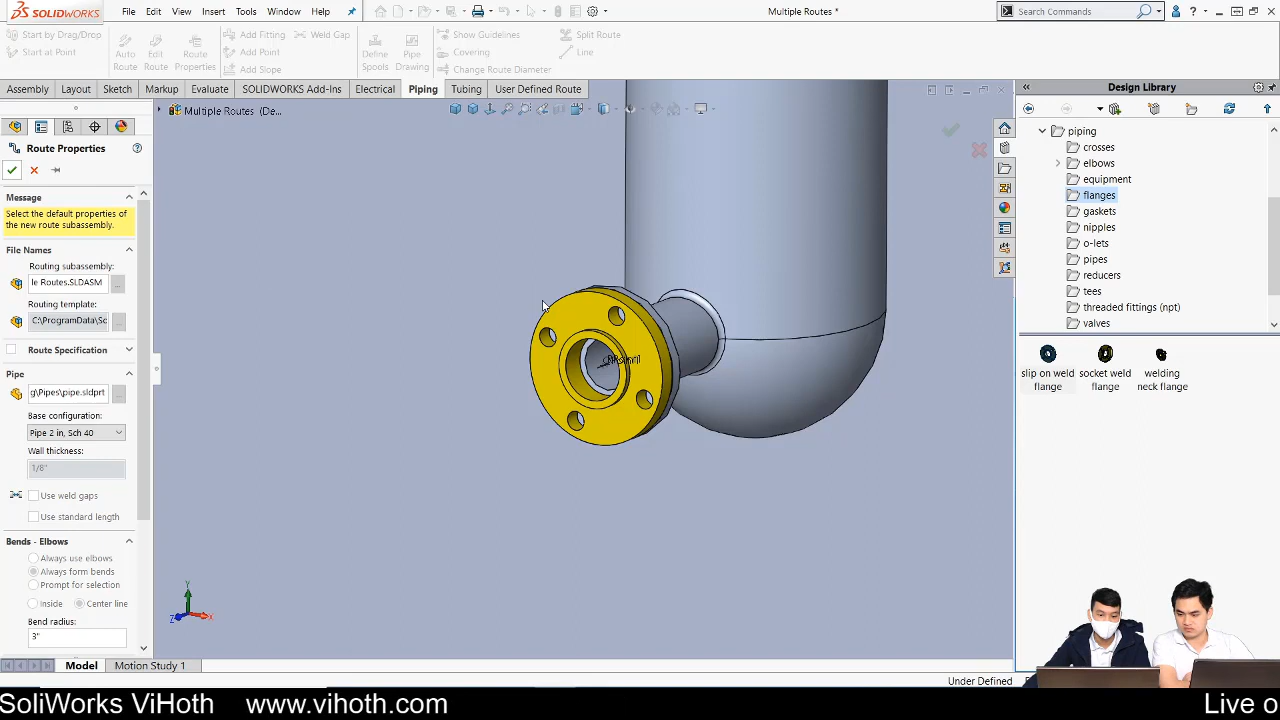 SOLIDWORKS
File
Edit
View
Insert
Tools
Window
Help
Multiple Routes *
Search Commands
Start by Drag/Drop
Start at Point
Auto Route
Edit Route
Route Properties
Add Fitting
Weld Gap
Add Point
Add Slope
Define Spools
Pipe Drawing
Show Guidelines
Covering
Change Route Diameter
Split Route
Line
Assembly
Layout
Sketch
Markup
Evaluate
SOLIDWORKS Add-Ins
Electrical
Piping
Tubing
User Defined Route
Multiple Routes (De...
Route Properties
Message
Select the default properties of
the new route subassembly.
File Names
Routing subassembly:
le Routes.SLDASM
...
Routing template:
C:\ProgramData\Sc
...
Route Specification
Pipe
g\Pipes\pipe.sldprt
...
Base configuration:
Pipe 2 in, Sch 40
Wall thickness:
1/8"
Use weld gaps
Use standard length
Bends - Elbows
Always use elbows
Always form bends
Prompt for selection
Inside
Center line
Bend radius:
3"
Y
Z
X
Design Library
piping
crosses
elbows
equipment
flanges
gaskets
nipples
o-lets
pipes
reducers
tees
threaded fittings (npt)
valves
slip on weld
flange
socket weld
flange
welding
neck flange
Model
Motion Study 1
Under Defined
SoliWorks ViHoth www.vihoth.com
Live o